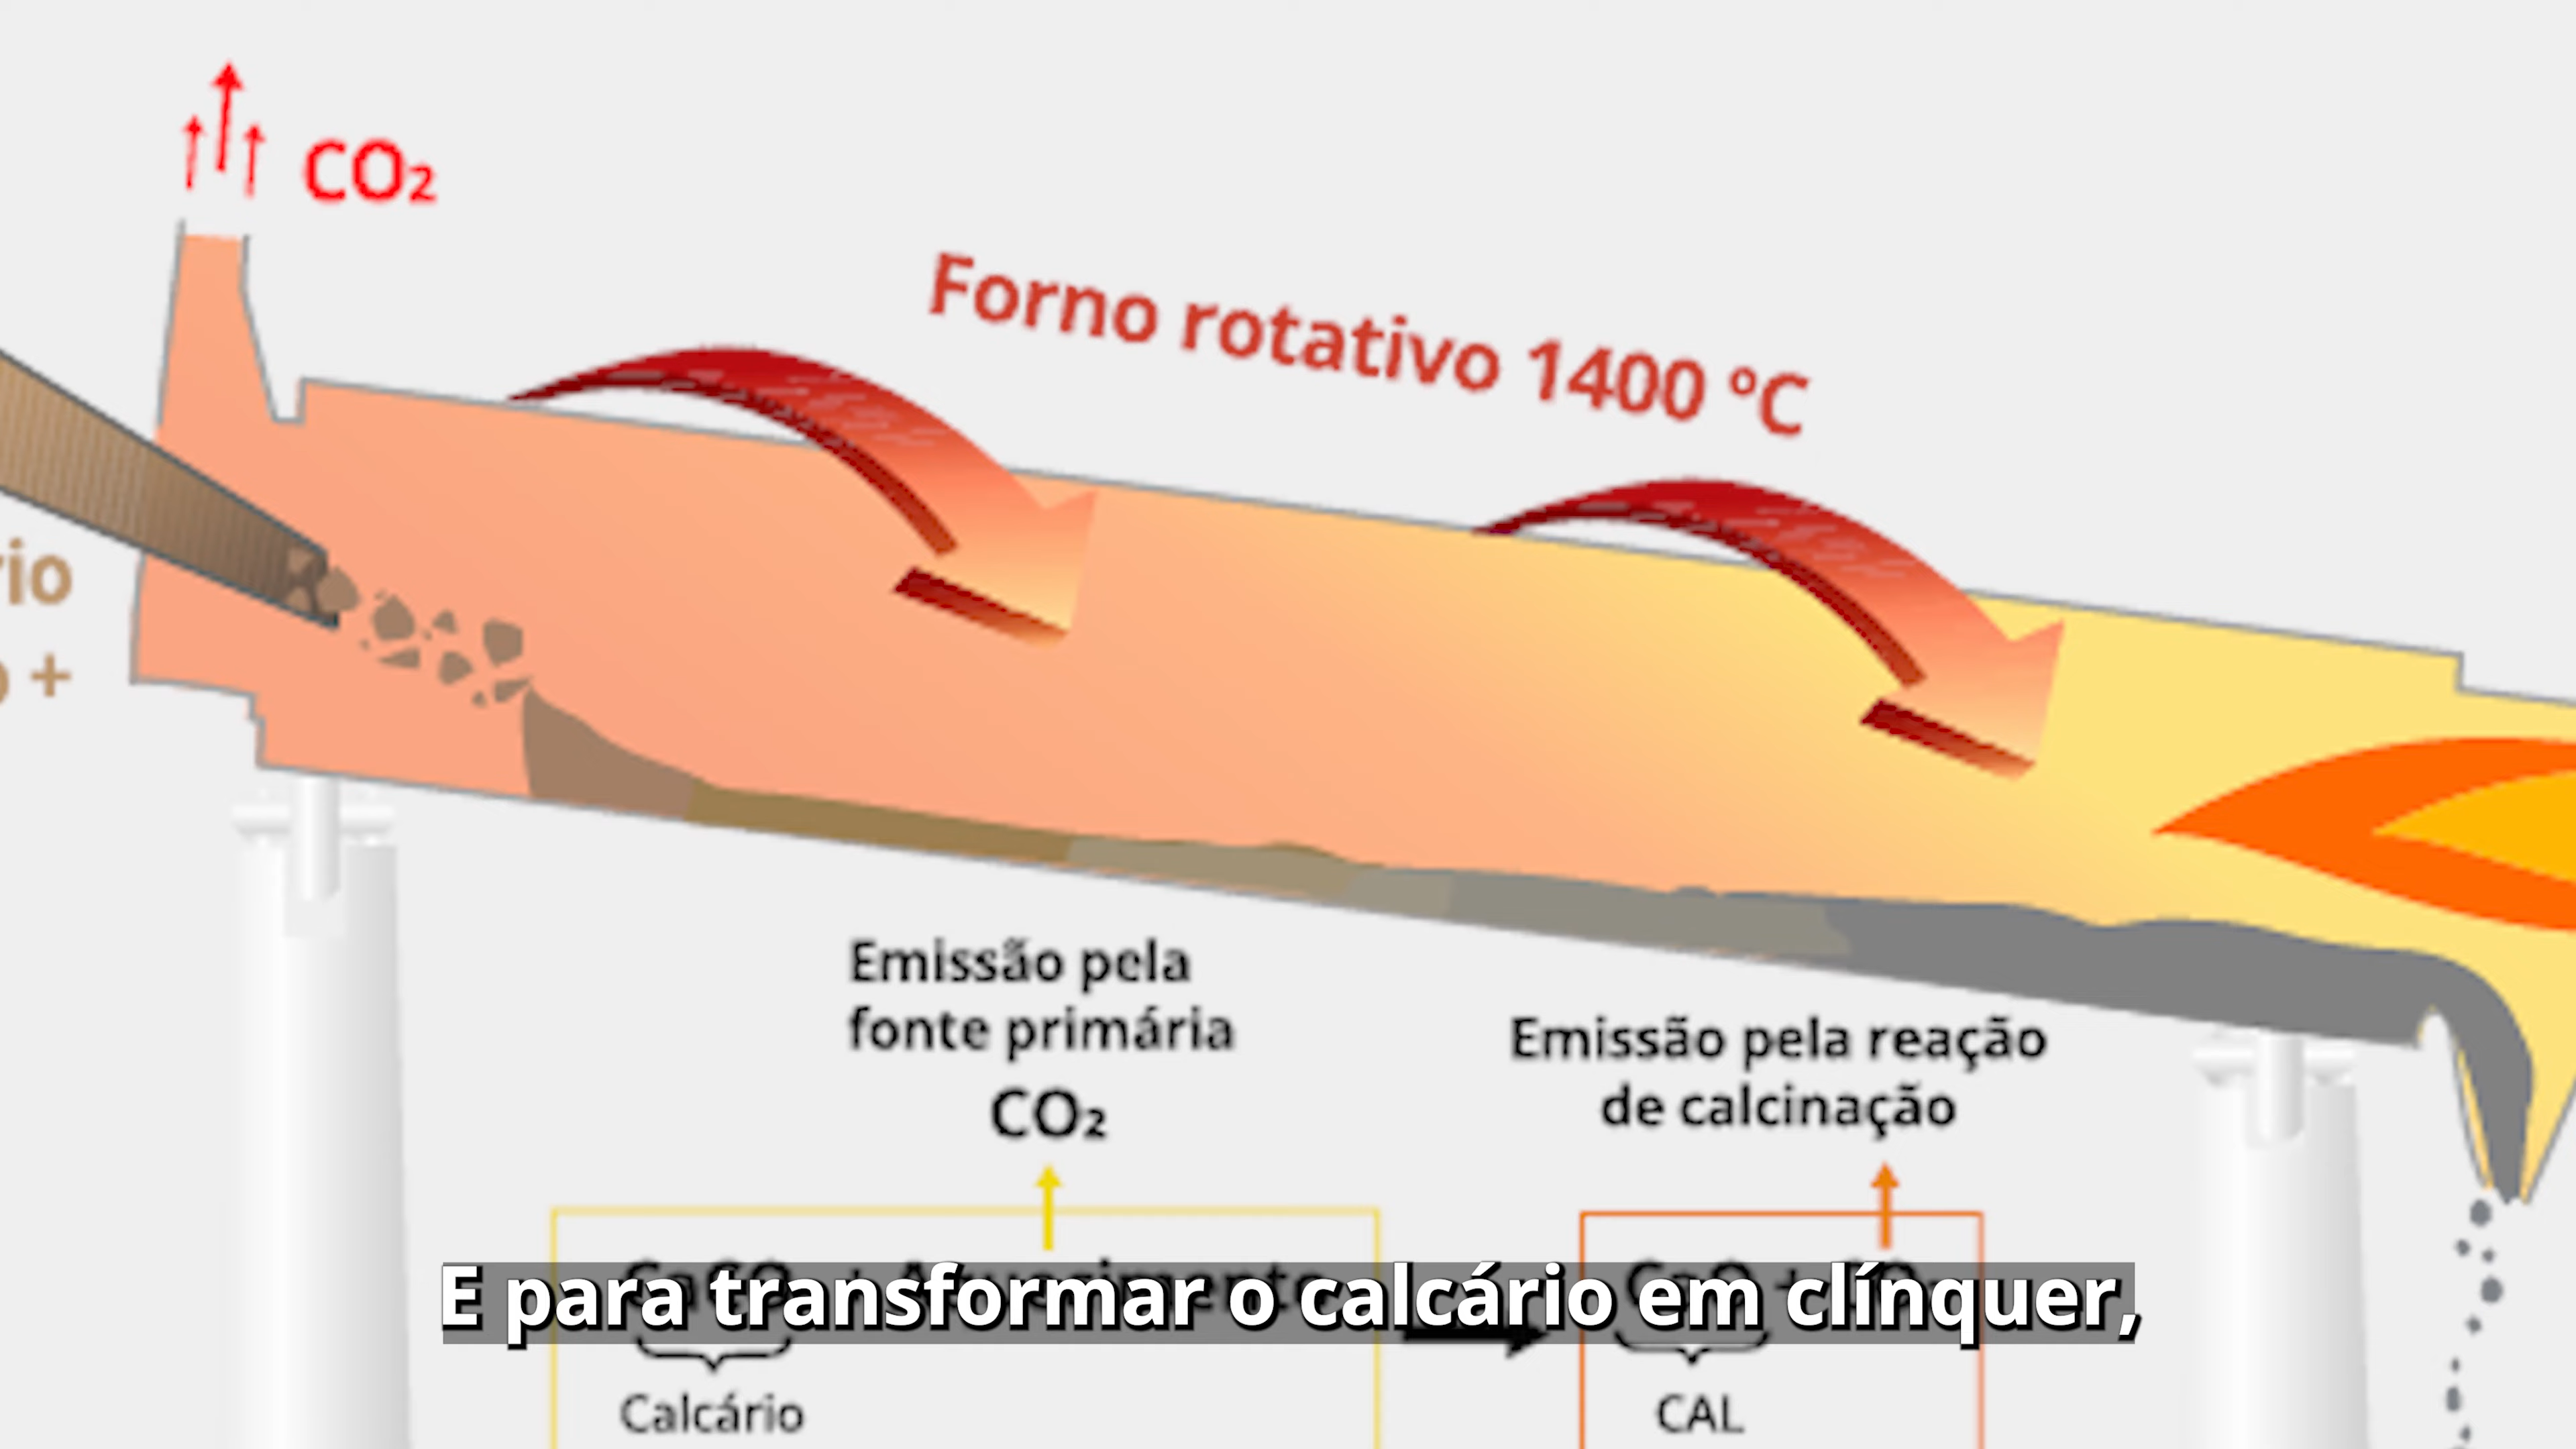 CO₂
Forno rotativo 1400 ºC
+
Emissão pela
fonte primária
CO₂
Emissão pela reação
de calcinação
E para transformar o calcário em clínquer,
Calcário
CAL